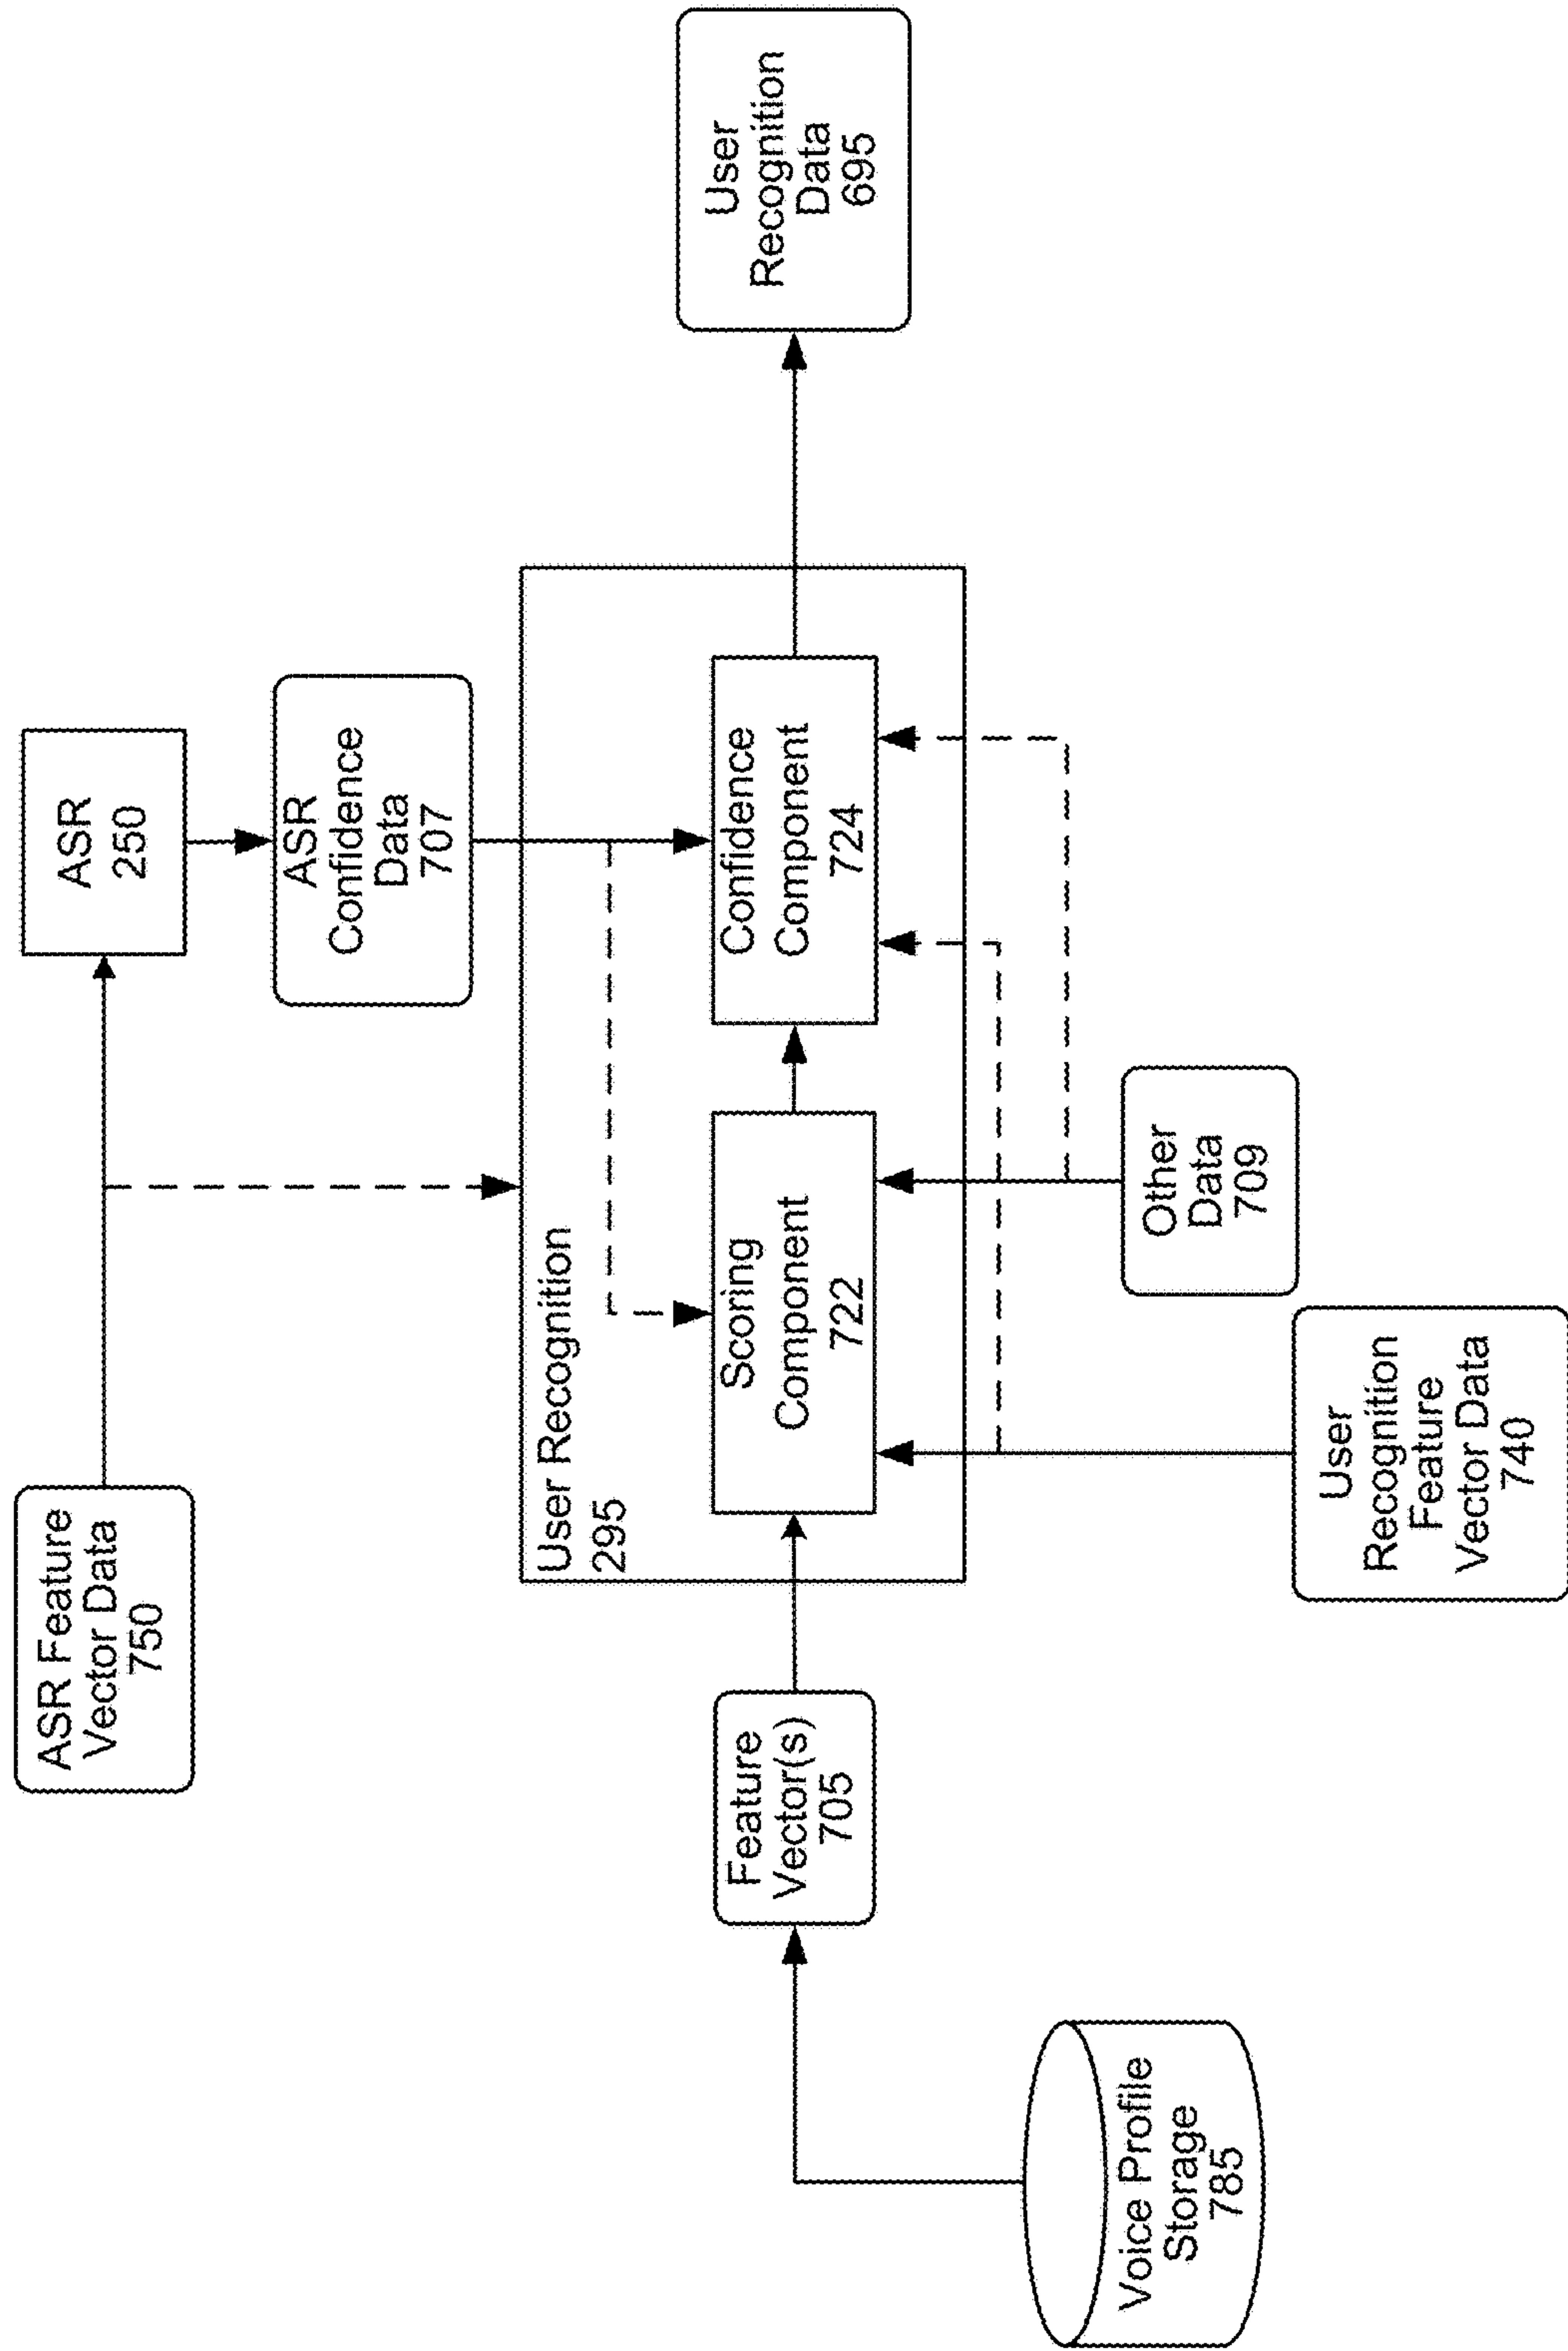 ASR Feature
Vector Data
750
ASR
250
ASR
Confidence
Data
707
User Recognition
295
Voice Profile
Storage
785
Feature
Vector(s)
705
Scoring
Component
722
Confidence
Component
724
User
Recognition
Data
695
User
Recognition
Feature
Vector Data
740
Other
Data
709